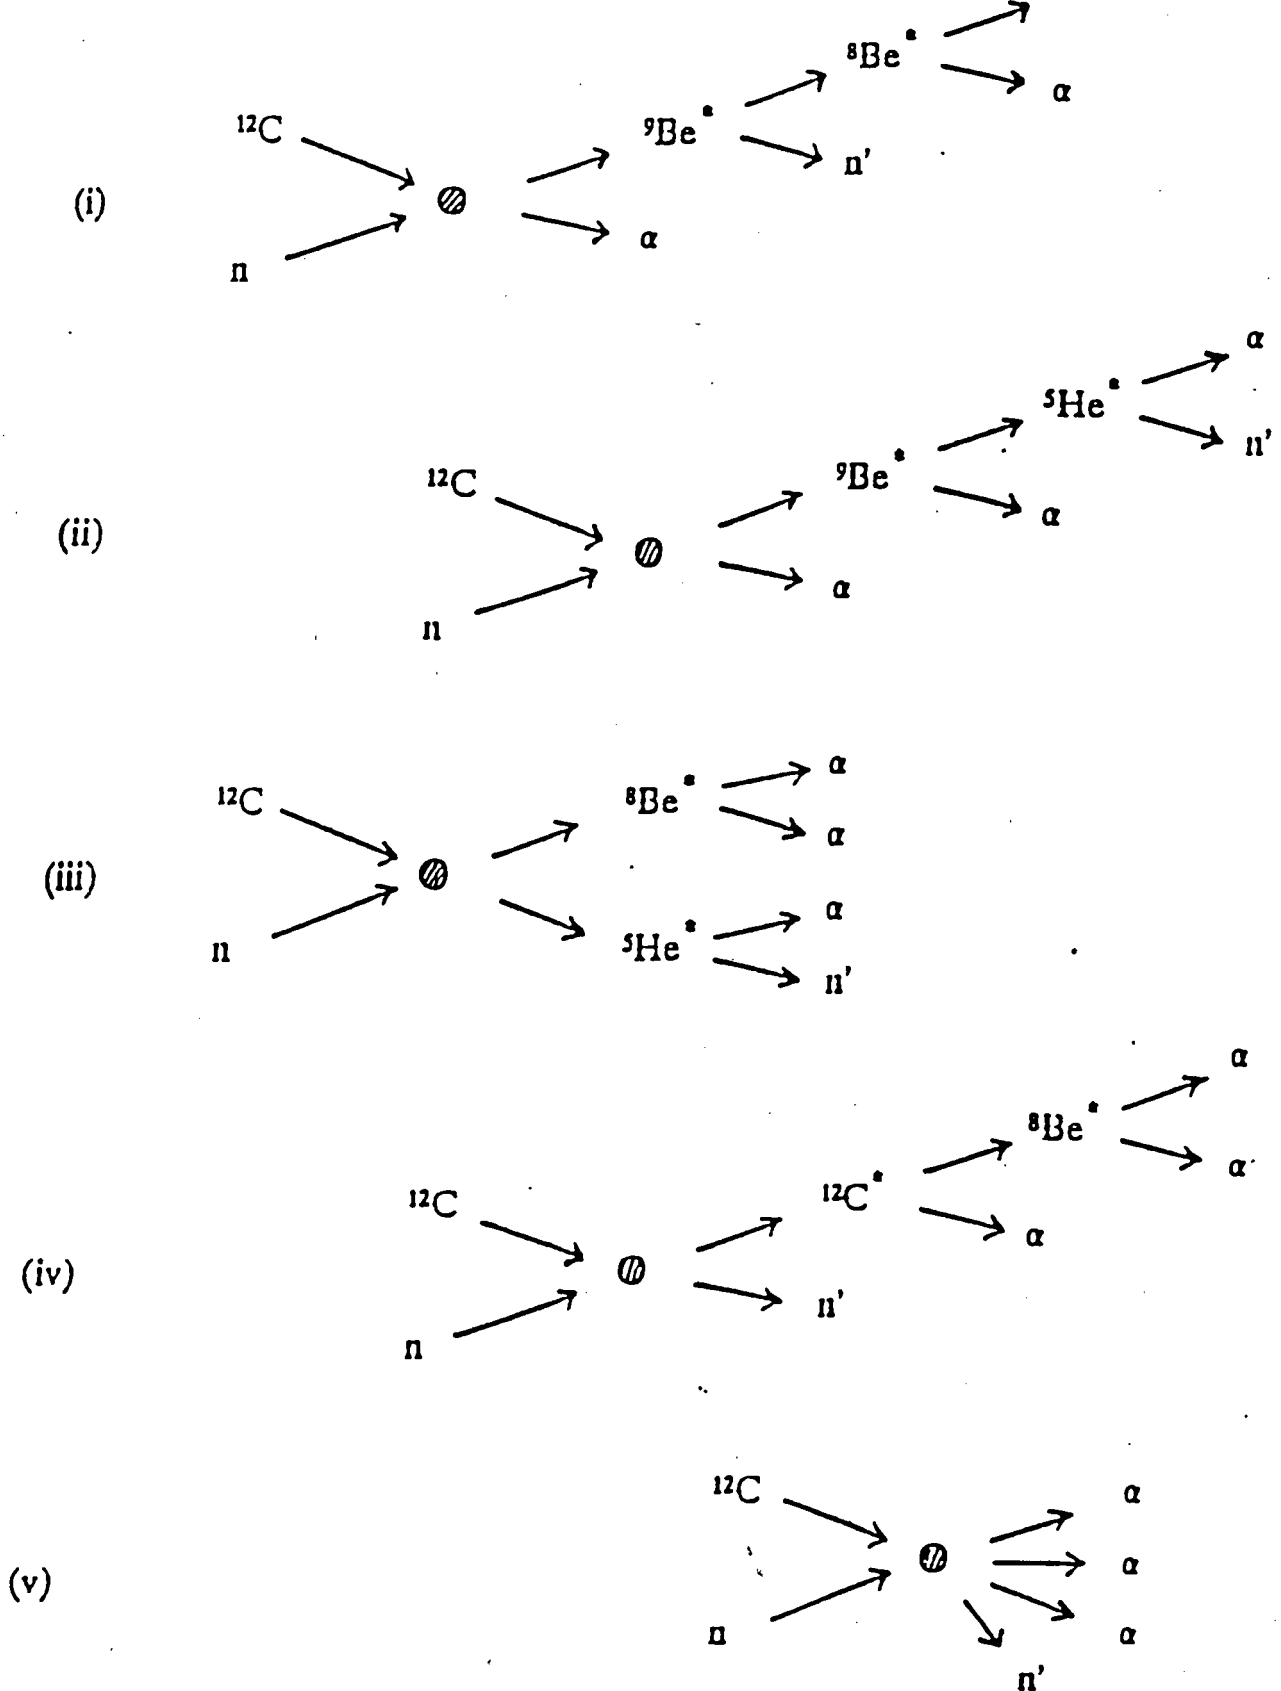 ⁸Be*
α
¹²C
⁹Be*
n'
(i)
α
n
α
⁵He*
n'
¹²C
⁹Be*
α
(ii)
α
n
α
¹²C
⁸Be*
α
(iii)
α
n
⁵He*
n'
α
⁸Be*
α
¹²C
¹²C*
α
(iv)
n'
n
¹²C
α
(v)
α
n
α
n'